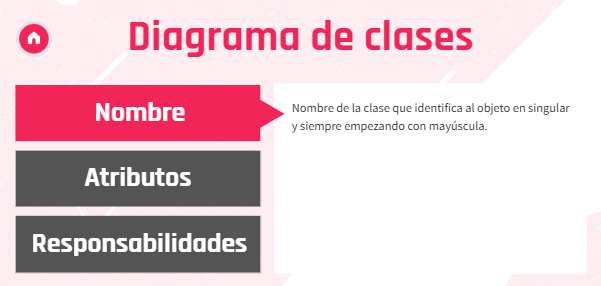 Diagrama de clases
Nombre
Nombre de la clase que identifica al objeto en singular
y siempre empezando con mayúscula.
Atributos
Responsabilidades